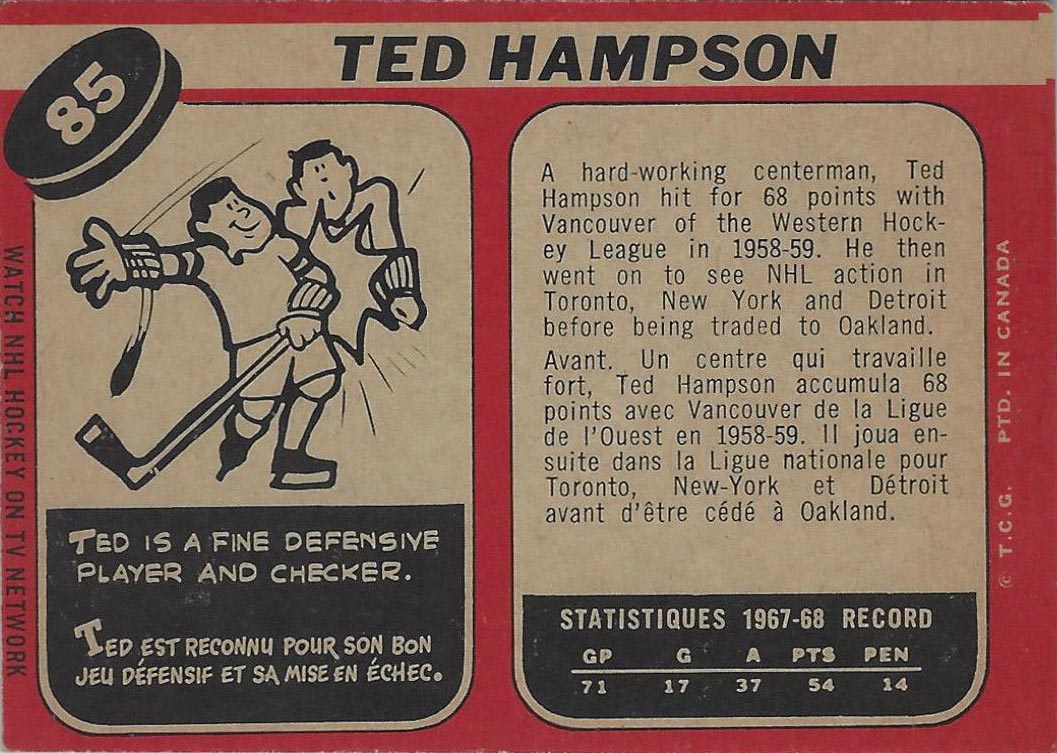 85
TED HAMPSON
WATCH NHL HOCKEY ON TV NETWORK
TED IS A FINE DEFENSIVE
PLAYER AND CHECKER.
TED EST RECONNU POUR SON BON
JEU DÉFENSIF ET SA MISE EN ÉCHEC.
A hard-working centerman, Ted
Hampson hit for 68 points with
Vancouver of the Western Hock-
ey League in 1958-59. He then
went on to see NHL action in
Toronto, New York and Detroit
before being traded to Oakland.
Avant. Un centre qui travaille
fort, Ted Hampson accumula 68
points avec Vancouver de la Ligue
de l'Ouest en 1958-59. Il joua en-
suite dans la Ligue nationale pour
Toronto, New-York et Détroit
avant d'être cédé à Oakland.
STATISTIQUES 1967-68 RECORD
GP G A PTS PEN
71 17 37 54 14
© T.C.G. PTD. IN CANADA